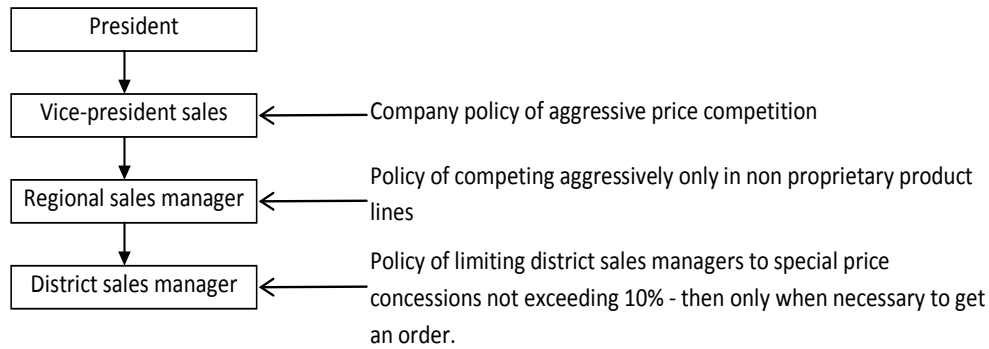 President
Vice-president sales
Company policy of aggressive price competition
Regional sales manager
Policy of competing aggressively only in non proprietary product
lines
District sales manager
Policy of limiting district sales managers to special price
concessions not exceeding 10% - then only when necessary to get
an order.